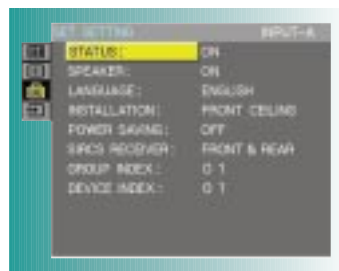 SET SETTING INPUT-A
STATUS: ON
SPEAKER: ON
LANGUAGE: ENGLISH
INSTALLATION: FRONT CEILING
POWER SAVING: OFF
SIRCS RECEIVER: FRONT & REAR
GROUP INDEX: 0 1
DEVICE INDEX: 0 1